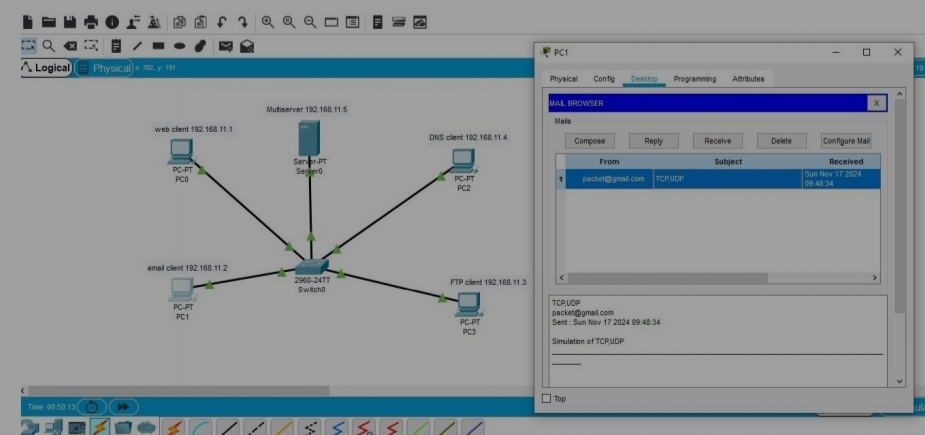 Logical
Physical
x: 392, y: 191
Multiserver 192.168.11.5
web client 192.168.11.1
DNS client 192.168.11.4
Server-PT
Server0
PC-PT
PC0
PC-PT
PC2
email client 192.168.11.2
2960-24TT
Switch0
FTP client 192.168.11.3
PC-PT
PC1
PC-PT
PC3
Time: 00:50:13
PC1
Physical Config Desktop Programming Attributes
MAIL BROWSER
X
Mails
Compose Reply Receive Delete Configure Mail
From Subject Received
1 packet@gmail.com TCP,UDP Sun Nov 17 2024
09:48:34
TCP,UDP
packet@gmail.com
Sent : Sun Nov 17 2024 09:48:34
Simulation of TCP,UDP
Top